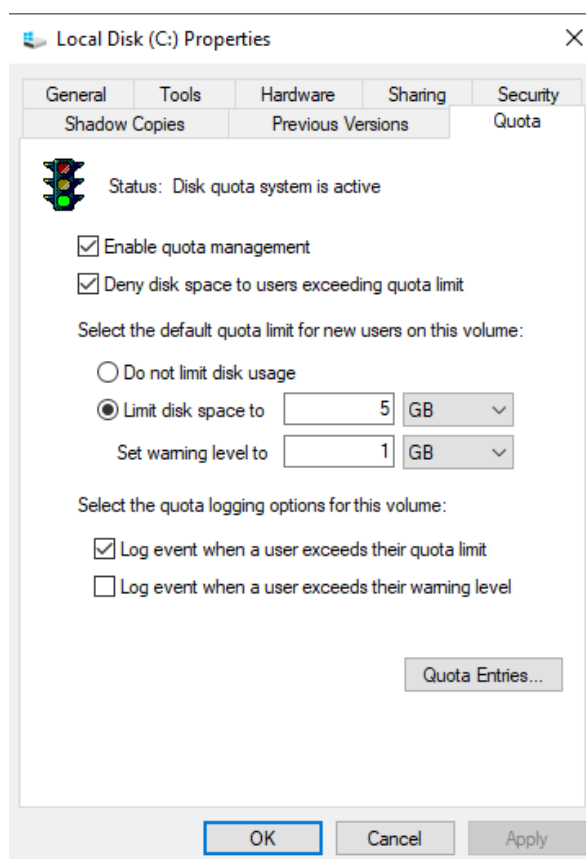 Local Disk (C:) Properties
General Tools Hardware Sharing Security
Shadow Copies Previous Versions Quota
Status: Disk quota system is active
Enable quota management
Deny disk space to users exceeding quota limit
Select the default quota limit for new users on this volume:
Do not limit disk usage
Limit disk space to 5 GB
Set warning level to 1 GB
Select the quota logging options for this volume:
Log event when a user exceeds their quota limit
Log event when a user exceeds their warning level
Quota Entries...
OK Cancel Apply